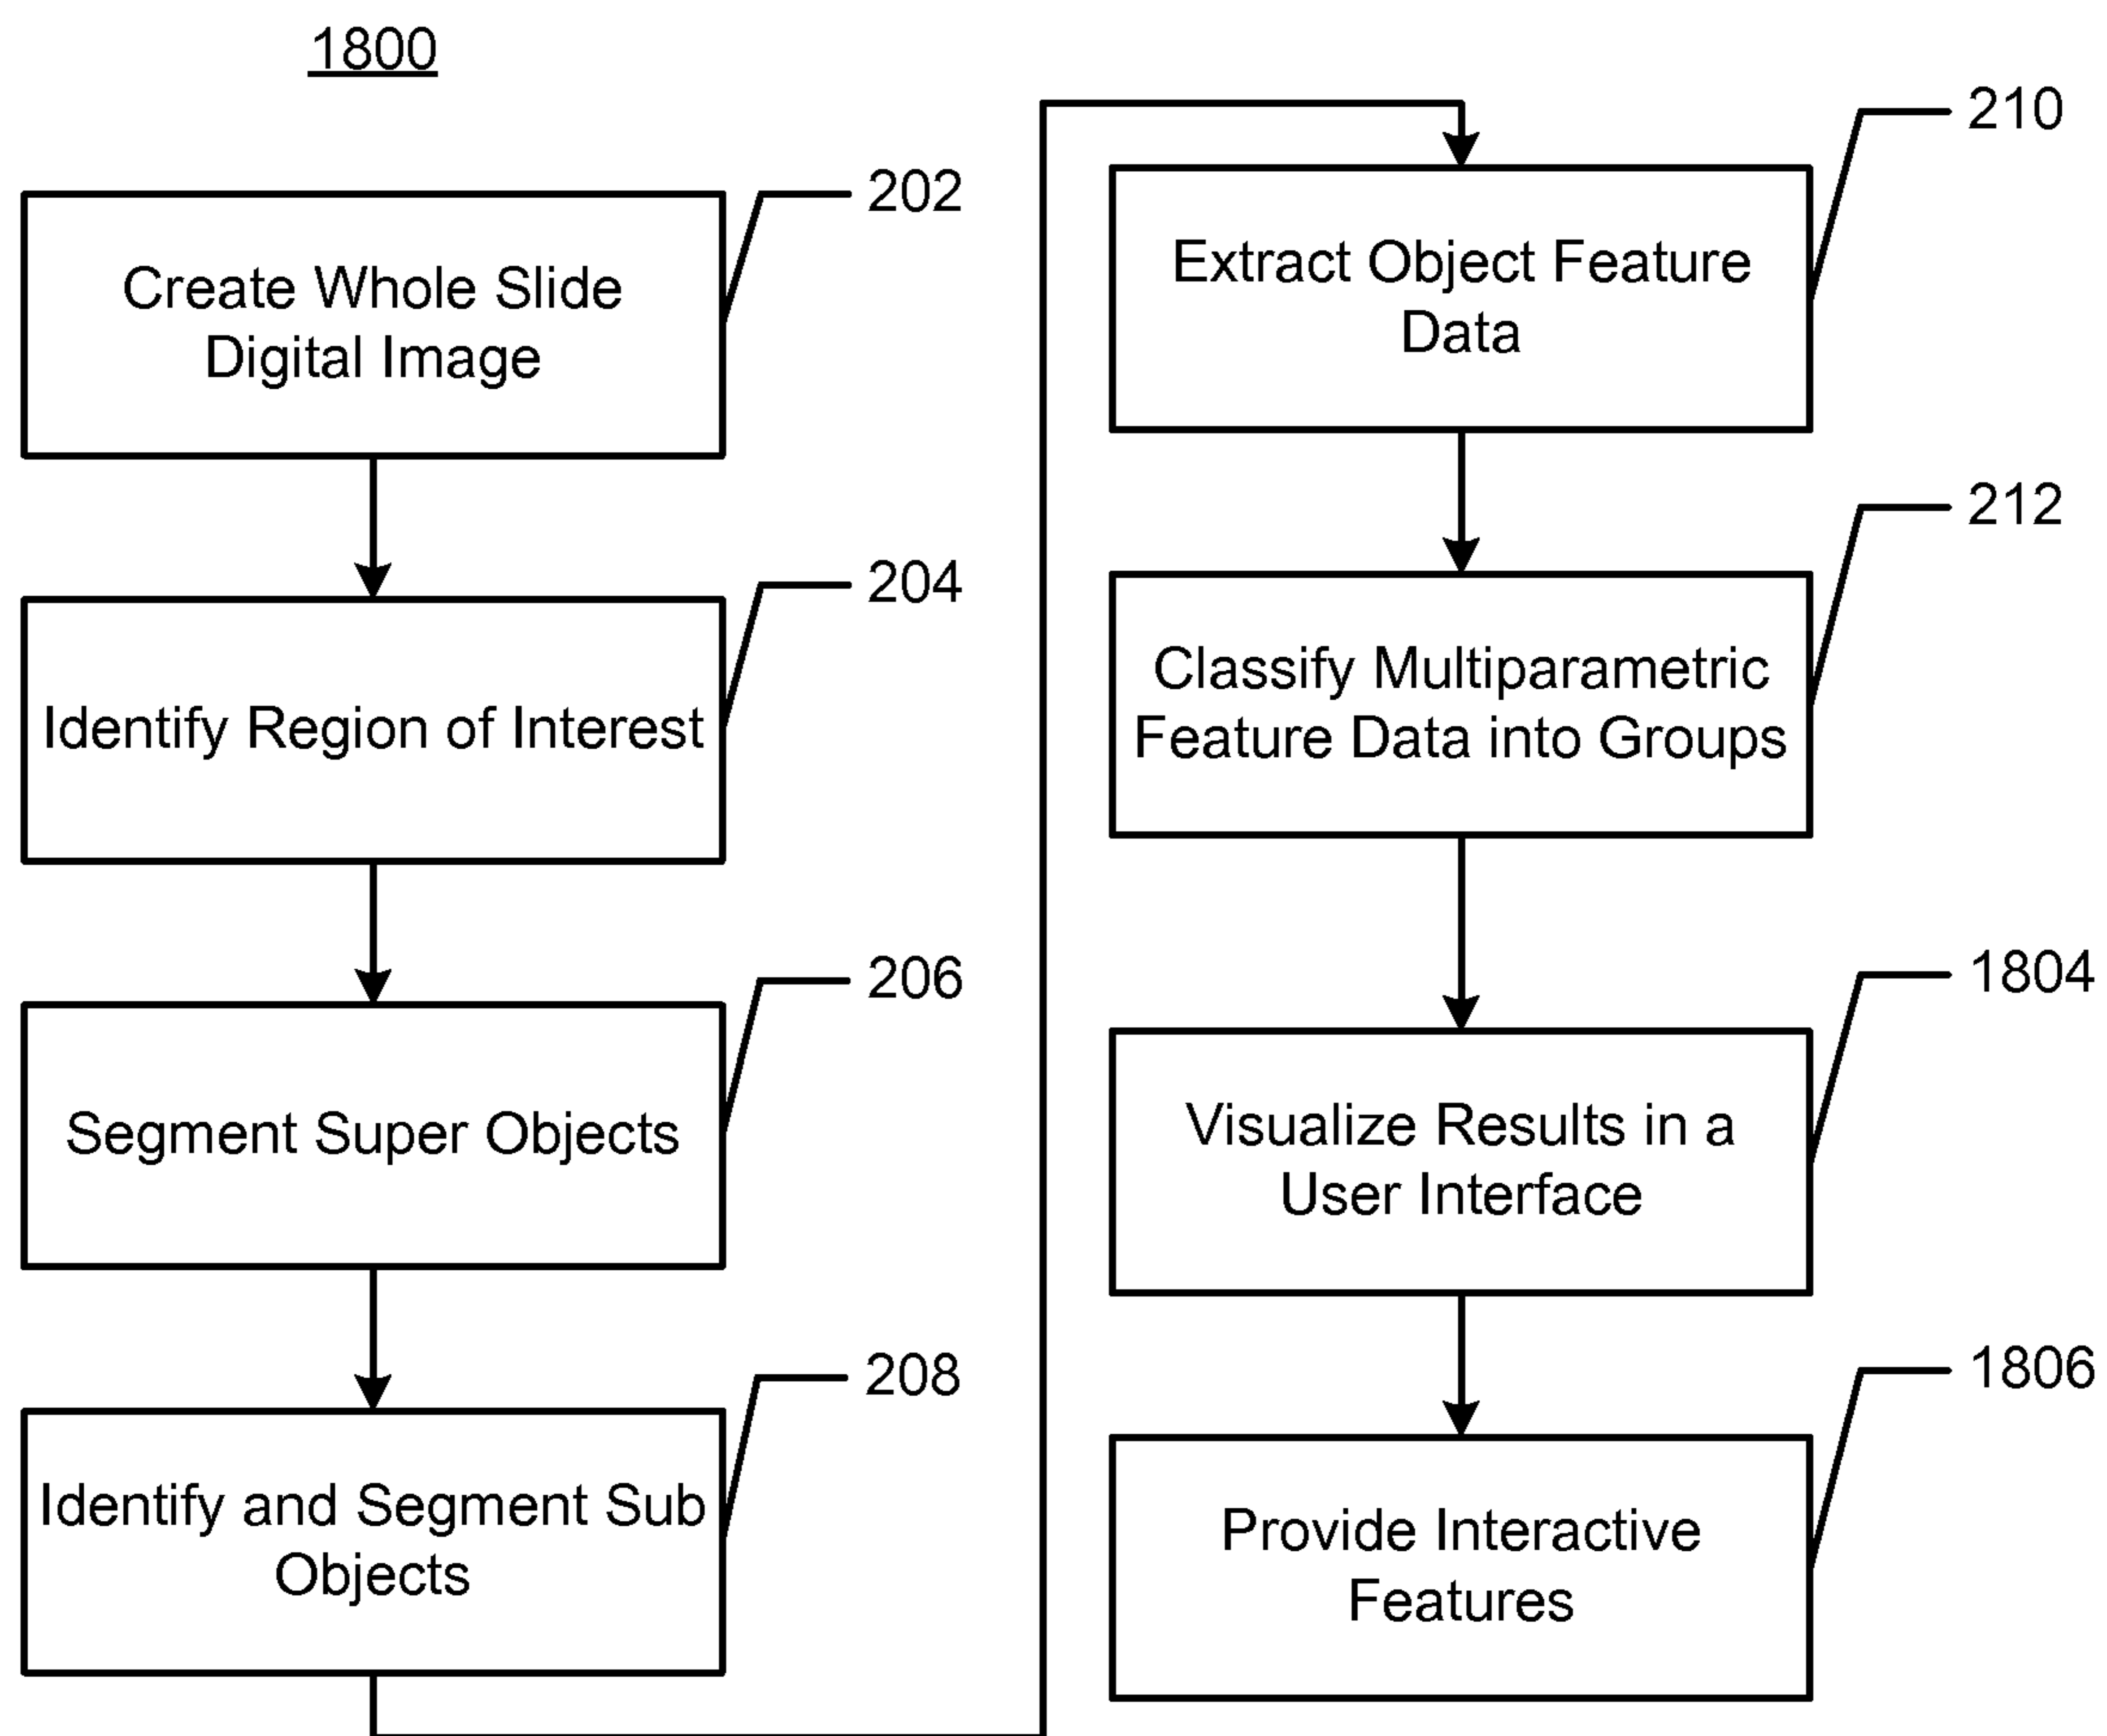 1800
202
Create Whole Slide
Digital Image
204
Identify Region of Interest
206
Segment Super Objects
208
Identify and Segment Sub
Objects
210
Extract Object Feature
Data
212
Classify Multiparametric
Feature Data into Groups
1804
Visualize Results in a
User Interface
1806
Provide Interactive
Features